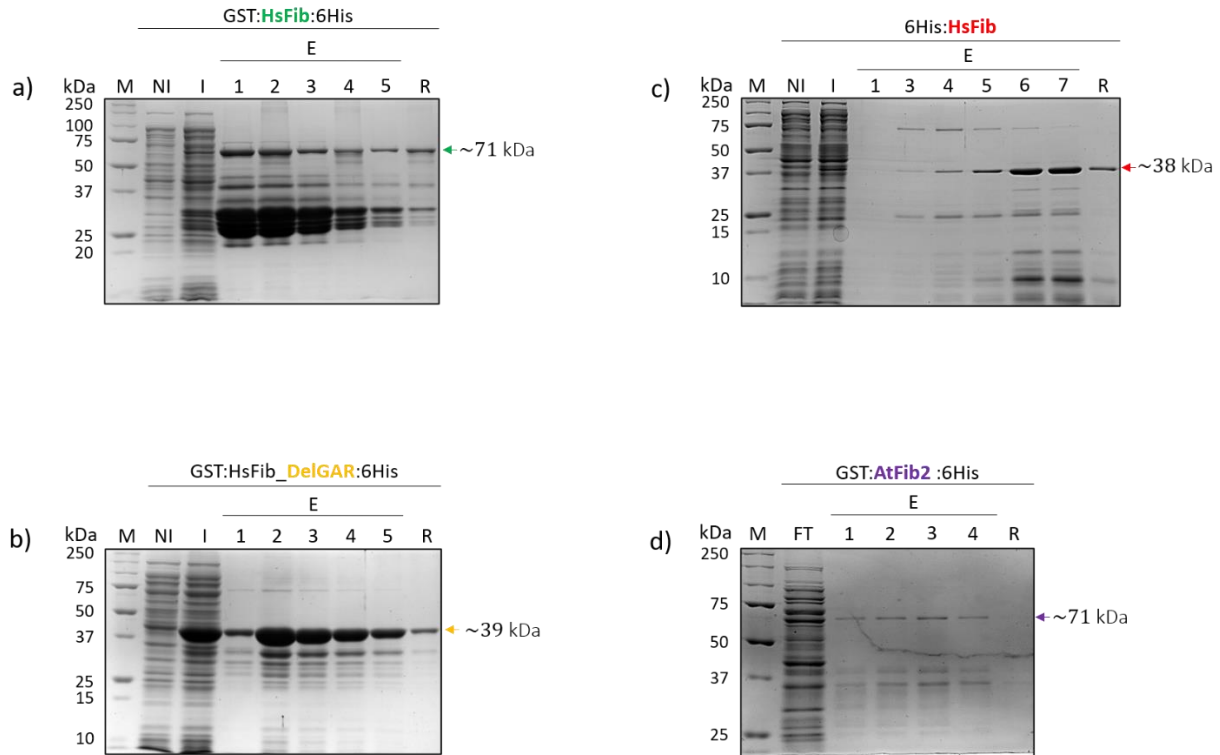 GST:HsFib:6His
E
a)
kDa M NI I 1 2 3 4 5 R
250
100
75
50
37
25
20
~71 kDa
6His:HsFib
E
c)
kDa M NI I 1 3 4 5 6 7 R
250
75
50
37
25
15
10
~38 kDa
GST:HsFib_DelGAR:6His
E
b)
kDa M NI I 1 2 3 4 5 R
250
75
50
37
25
15
10
~39 kDa
GST:AtFib2 :6His
E
d)
kDa M FT 1 2 3 4 R
250
75
50
37
25
~71 kDa